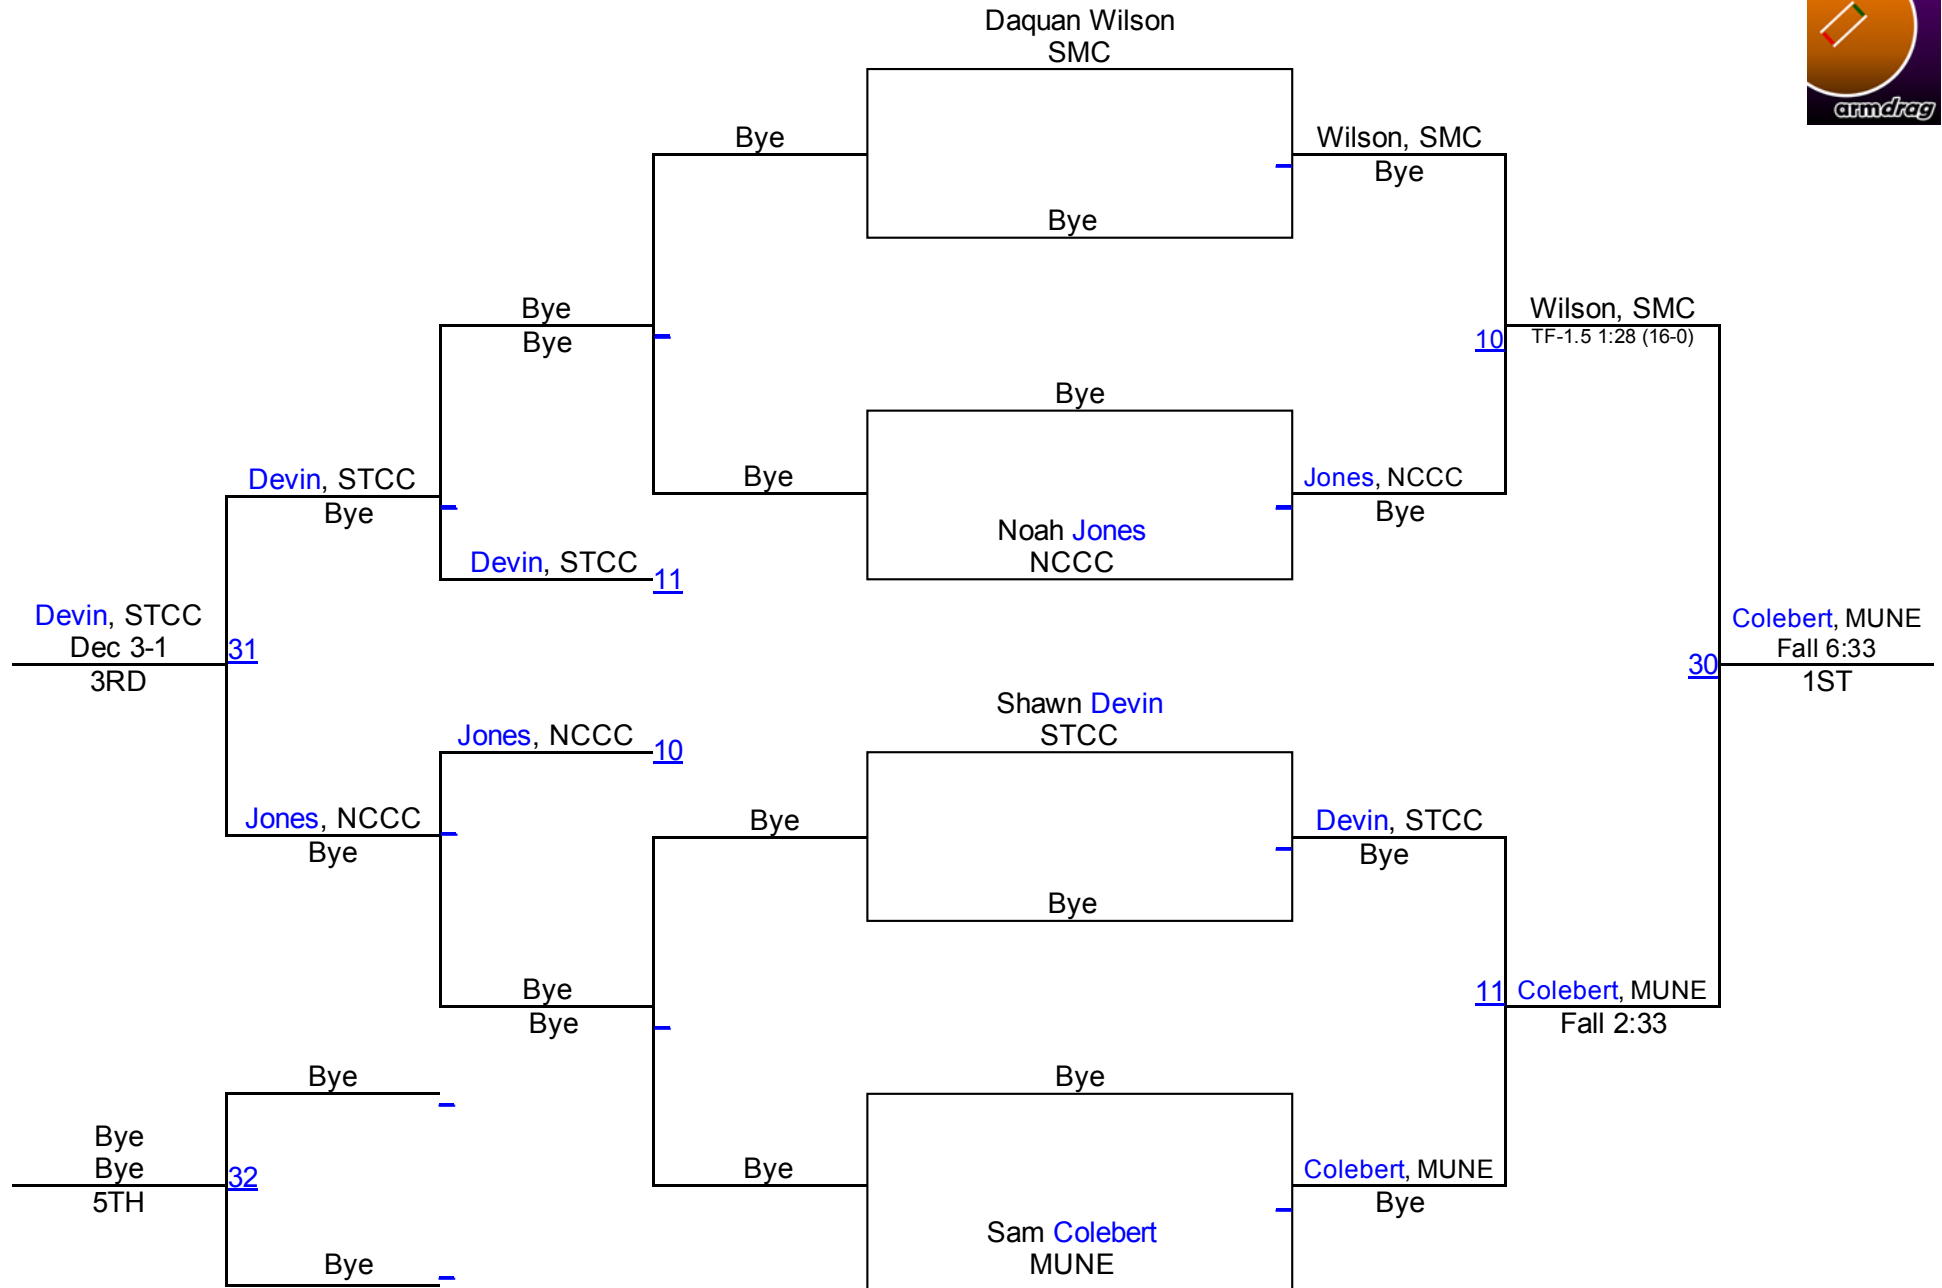 Daquan Wilson
SMC
armdrag
Bye
Wilson, SMC
Bye
Bye
Bye
Bye
Wilson, SMC
10
TF-1.5 1:28 (16-0)
Bye
Devin, STCC
Bye
Bye
Jones, NCCC
Bye
Noah Jones
NCCC
Devin, STCC
11
Devin, STCC
Dec 3-1
3RD
31
Colebert, MUNE
Fall 6:33
1ST
30
Shawn Devin
STCC
Jones, NCCC
10
Jones, NCCC
Bye
Bye
Devin, STCC
Bye
Bye
Bye
Bye
11
Colebert, MUNE
Fall 2:33
Bye
Bye
Bye
Bye
5TH
32
Bye
Colebert, MUNE
Bye
Sam Colebert
MUNE
Bye